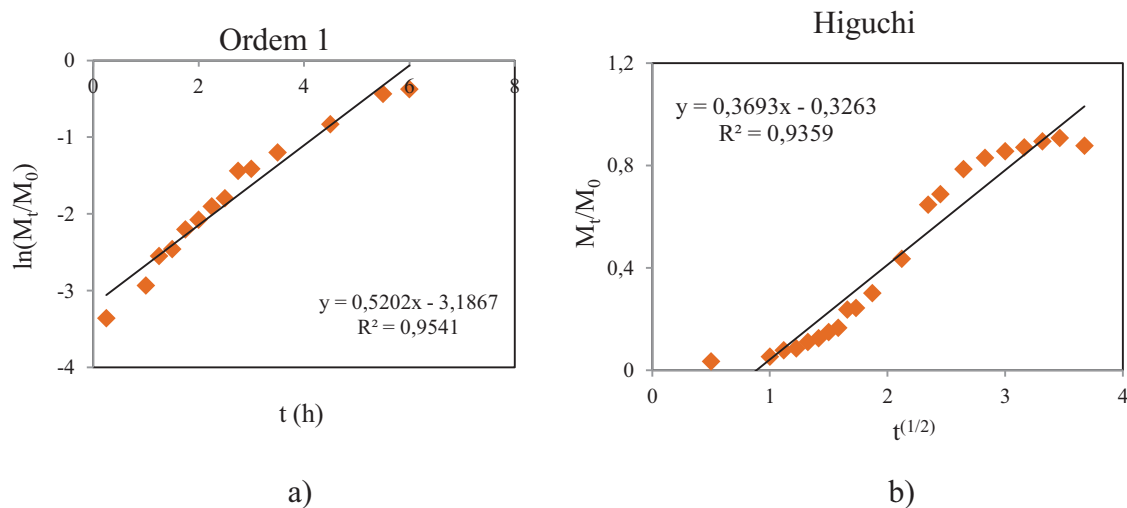 Ordem 1
0
-1
-2
-3
-4
0
2
4
6
8
ln(Mₜ/M₀)
y = 0,5202x - 3,1867
R² = 0,9541
t (h)
a)
Higuchi
1,2
0,8
0,4
0
0
1
2
3
4
Mₜ/M₀
y = 0,3693x - 0,3263
R² = 0,9359
t⁽¹/²⁾
b)